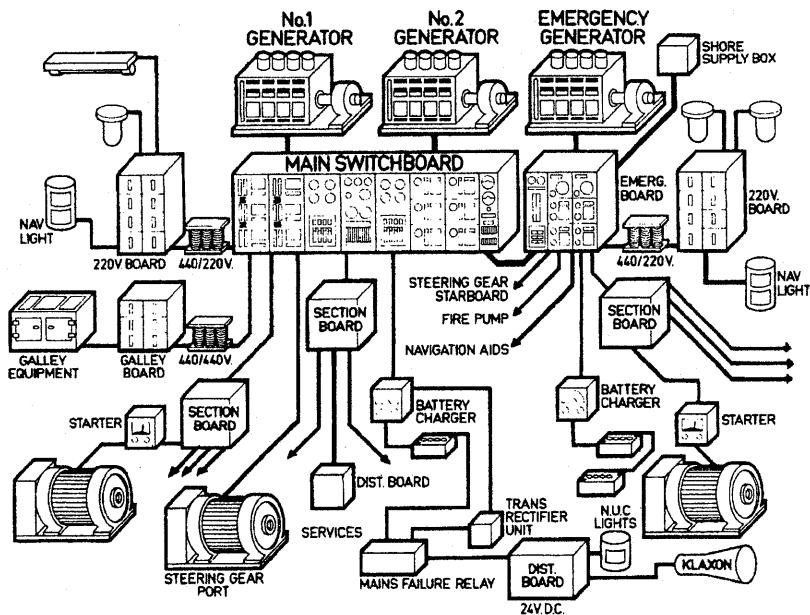 No.1
GENERATOR
No.2
GENERATOR
EMERGENCY
GENERATOR
SHORE
SUPPLY BOX
MAIN SWITCHBOARD
EMERG.
BOARD
220V.
BOARD
NAV
LIGHT
220V. BOARD
440/220V.
440/220V.
NAV
LIGHT
STEERING GEAR
STARBOARD
FIRE PUMP
NAVIGATION AIDS
SECTION
BOARD
SECTION
BOARD
GALLEY
EQUIPMENT
GALLEY
BOARD
440/440V.
STARTER
SECTION
BOARD
BATTERY
CHARGER
BATTERY
CHARGER
STARTER
DIST. BOARD
SERVICES
TRANS
RECTIFIER
UNIT
N.U.C
LIGHTS
STEERING GEAR
PORT
MAINS FAILURE RELAY
DIST.
BOARD
24V. D.C.
KLAXON